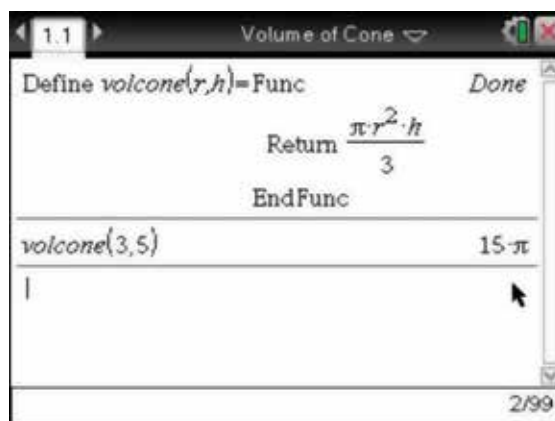 1.1 Volume of Cone
Define volcone(r,h)=Func Done
Return π·r²·h/3
EndFunc
volcone(3,5) 15·π
2/99